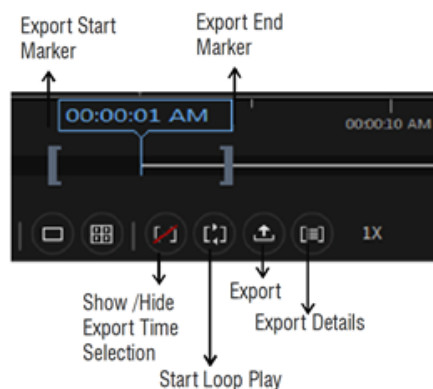 Export Start
Marker
Export End
Marker
00:00:01 AM
00:00:10 AM
1X
Show /Hide
Export Time
Selection
Start Loop Play
Export
Export Details